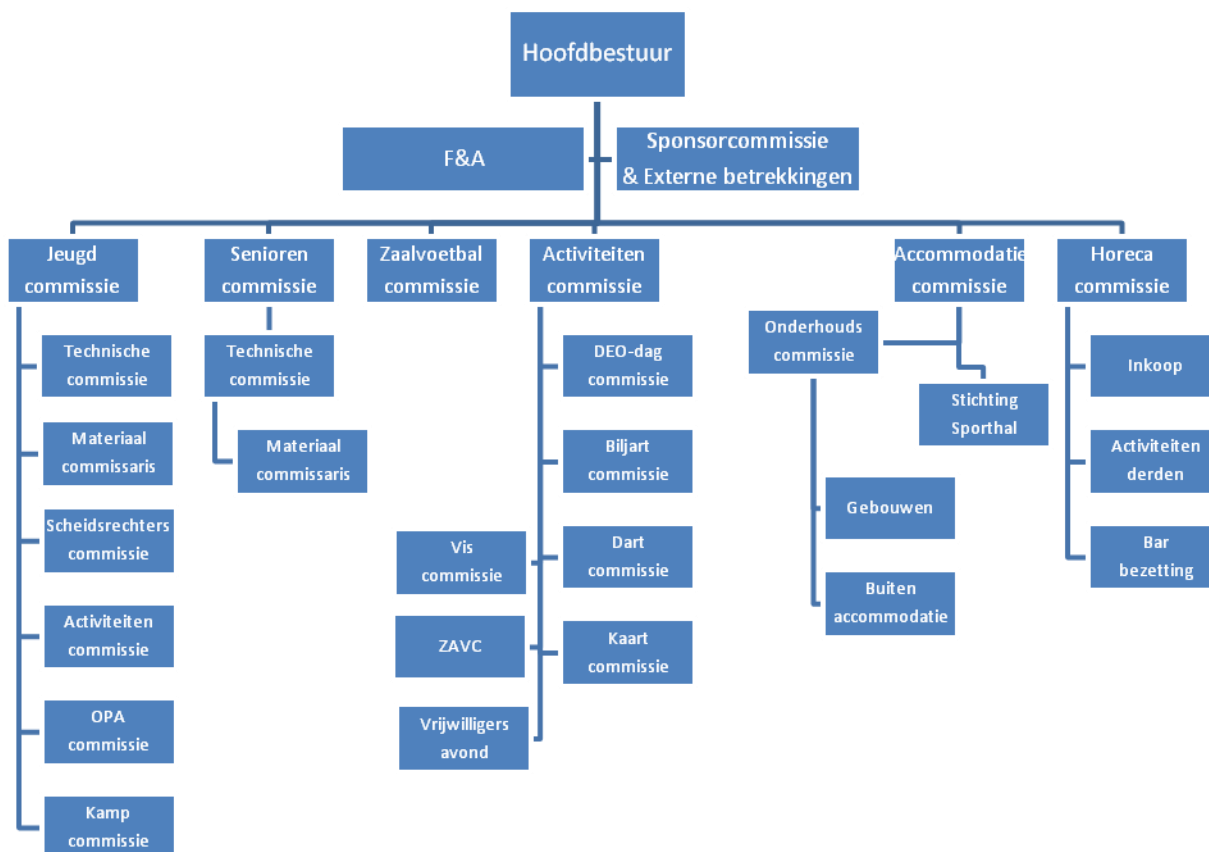 Hoofdbestuur
F&A
Sponsorcommissie
& Externe betrekkingen
Jeugd
commissie
Senioren
commissie
Zaalvoetbal
commissie
Activiteiten
commissie
Accommodatie
commissie
Horeca
commissie
Technische
commissie
Materiaal
commissaris
Scheidsrechters
commissie
Activiteiten
commissie
OPA
commissie
Kamp
commissie
Technische
commissie
Materiaal
commissaris
DEO-dag
commissie
Biljart
commissie
Vis
commissie
Dart
commissie
ZAVC
Kaart
commissie
Vrijwilligers
avond
Onderhouds
commissie
Stichting
Sporthal
Gebouwen
Buiten
accommodatie
Inkoop
Activiteiten
derden
Bar
bezetting